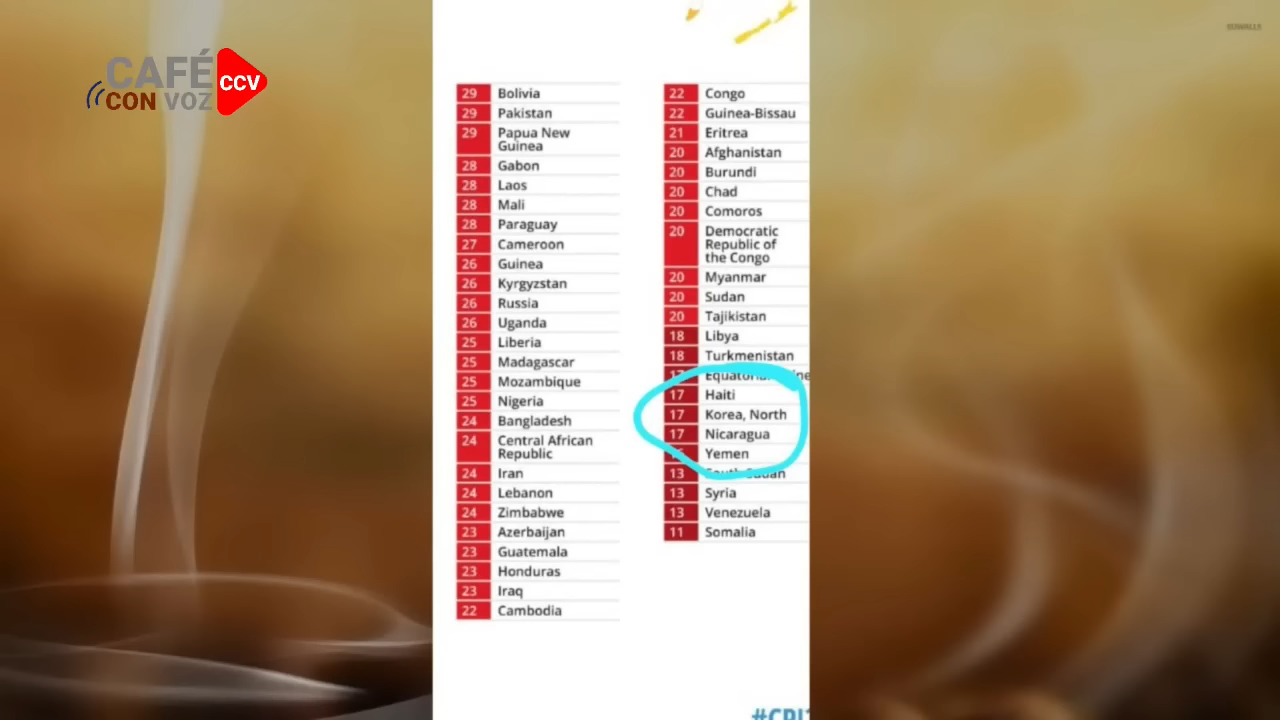 CAFÉ
CON VOZ
CCV
29 Bolivia
29 Pakistan
29 Papua New
Guinea
28 Gabon
28 Laos
28 Mali
28 Paraguay
27 Cameroon
26 Guinea
26 Kyrgyzstan
26 Russia
26 Uganda
25 Liberia
25 Madagascar
25 Mozambique
25 Nigeria
24 Bangladesh
24 Central African
Republic
24 Iran
24 Lebanon
24 Zimbabwe
23 Azerbaijan
23 Guatemala
23 Honduras
23 Iraq
22 Cambodia
22 Congo
22 Guinea-Bissau
21 Eritrea
20 Afghanistan
20 Burundi
20 Chad
20 Comoros
20 Democratic
Republic of
the Congo
20 Myanmar
20 Sudan
20 Tajikistan
18 Libya
18 Turkmenistan
17
17 Haiti
17 Korea, North
17 Nicaragua
Yemen
13 South Sudan
13 Syria
13 Venezuela
11 Somalia